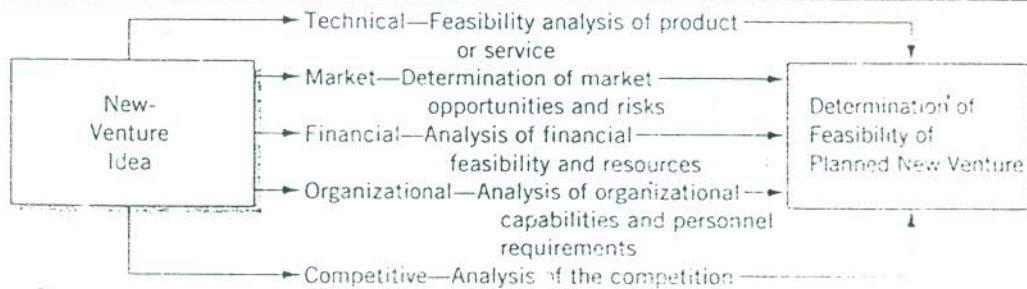 Technical—Feasibility analysis of product
or service
Market—Determination of market
opportunities and risks
New-
Venture
Idea
Financial—Analysis of financial
feasibility and resources
Organizational—Analysis of organizational
capabilities and personnel
requirements
Competitive—Analysis of the competition
Determination of
Feasibility of
Planned New Venture